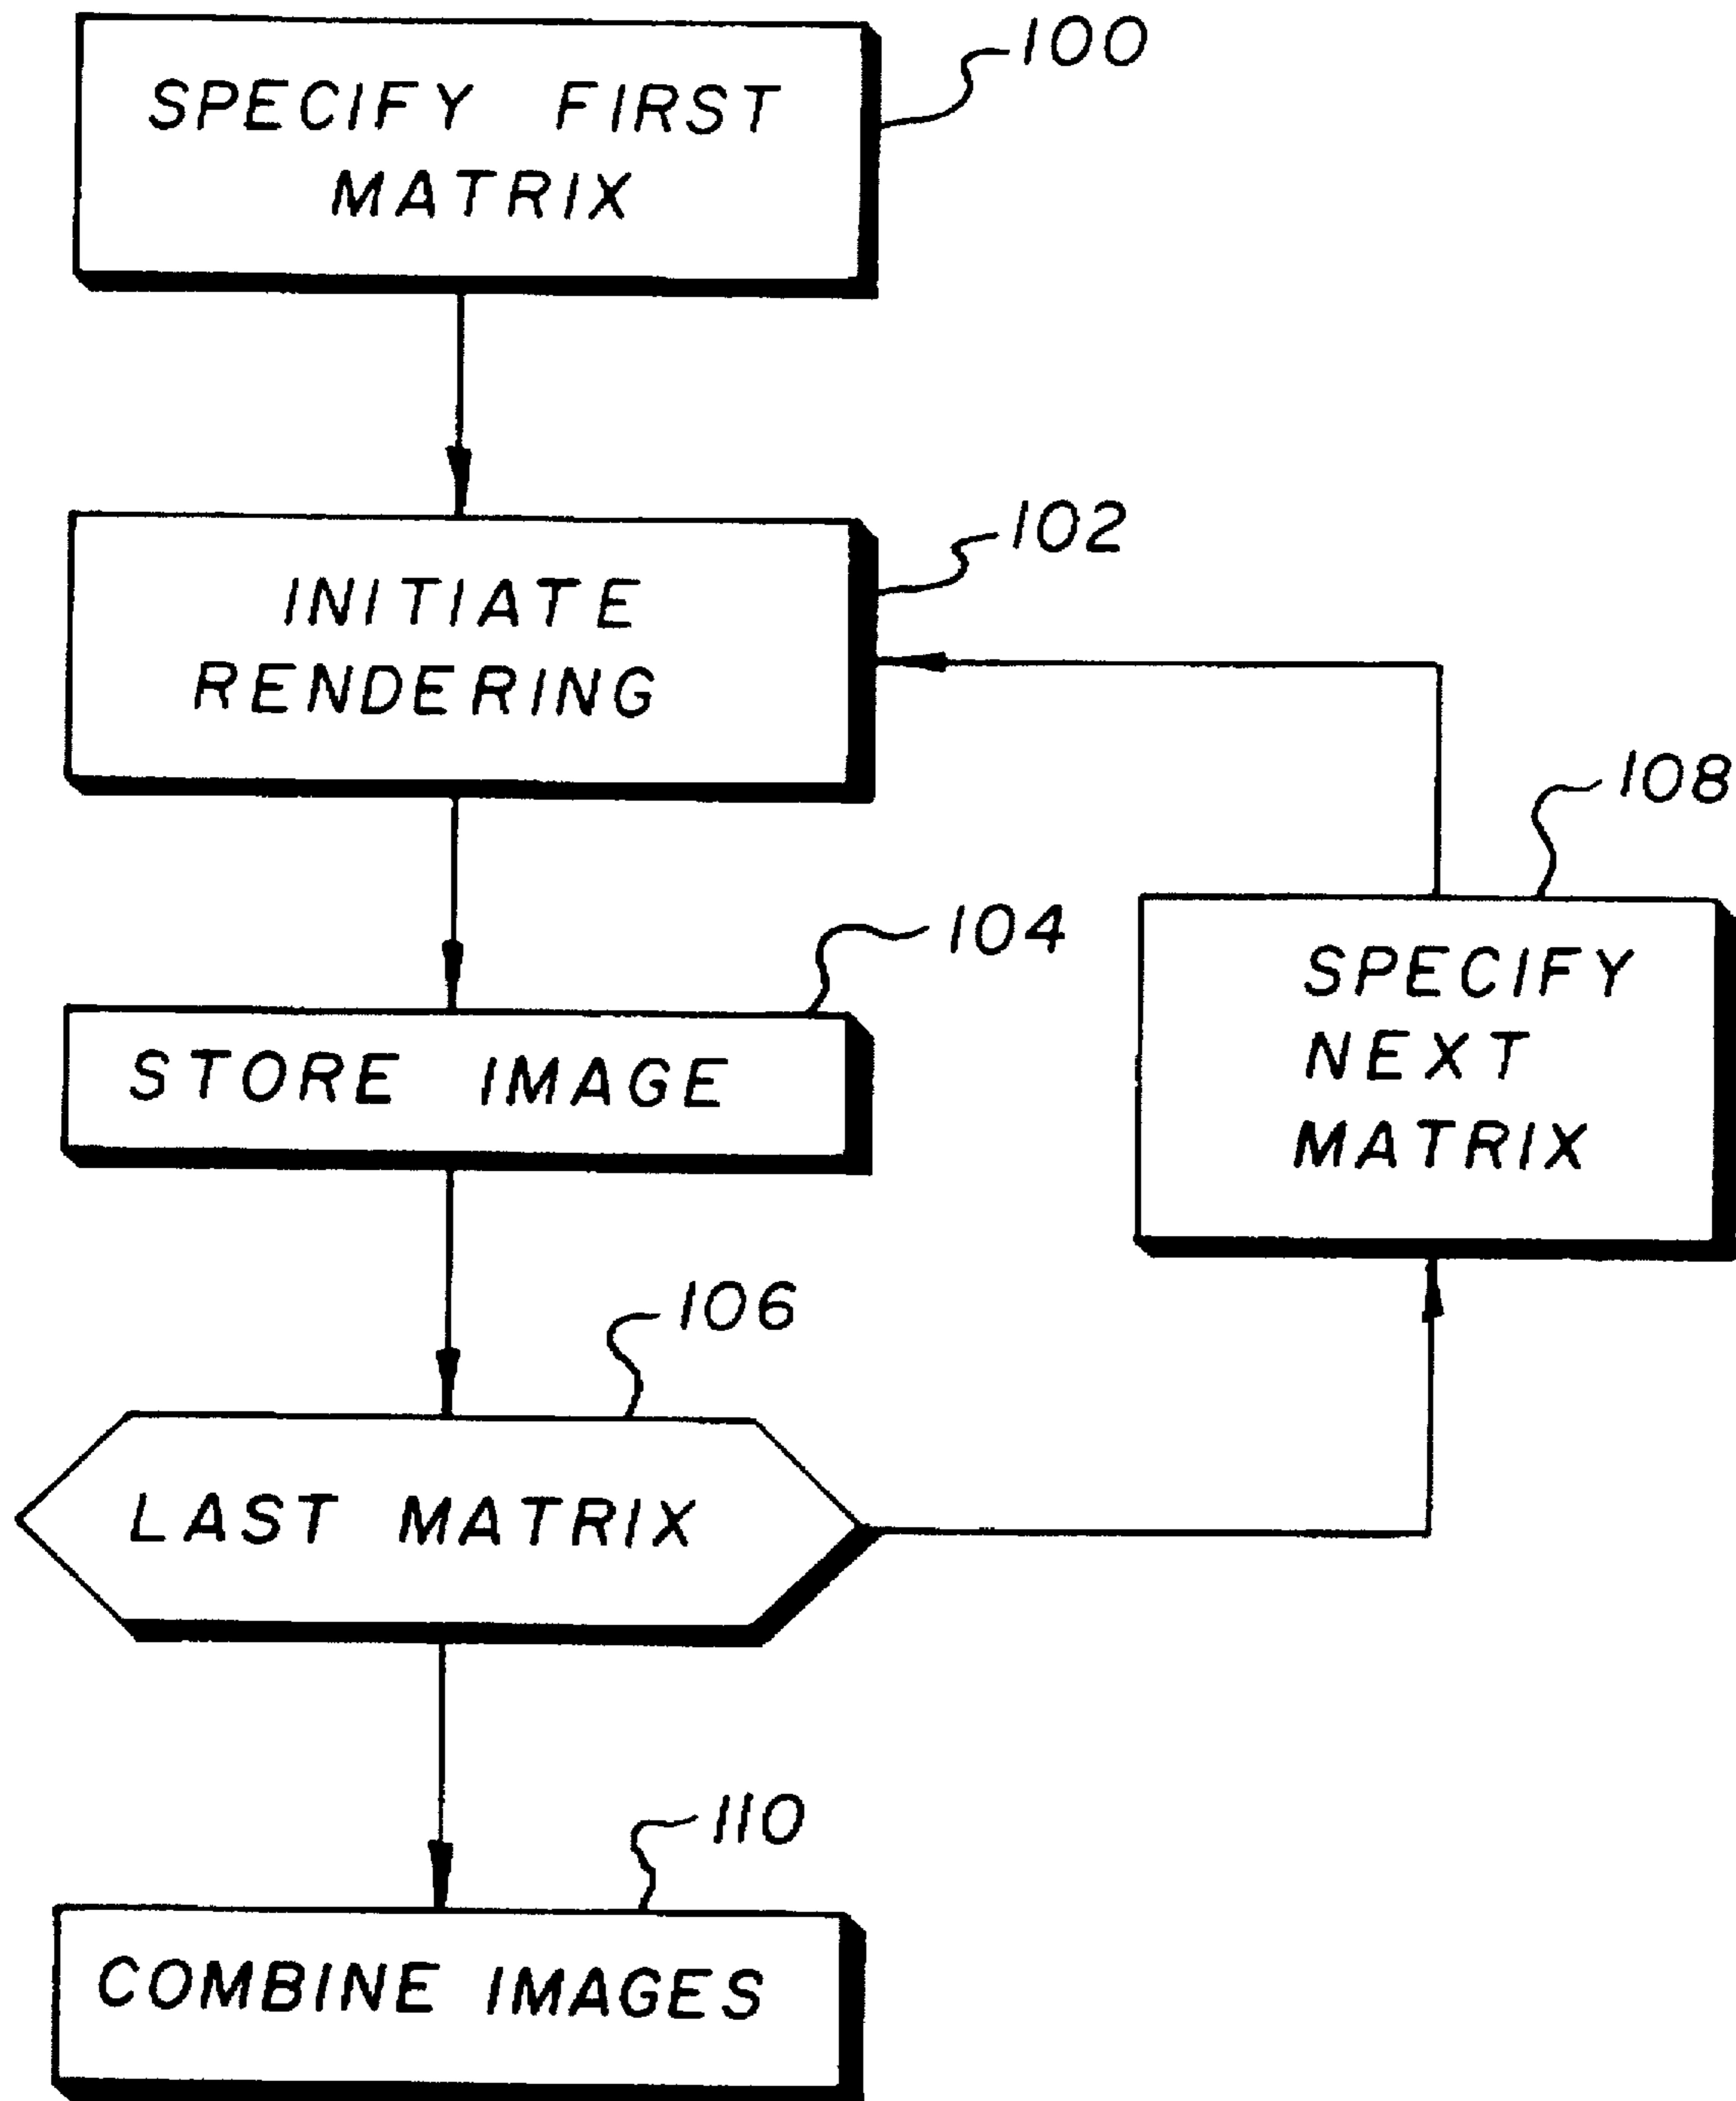 100
SPECIFY FIRST
MATRIX
102
INITIATE
RENDERING
108
104
SPECIFY
NEXT
MATRIX
STORE IMAGE
106
LAST MATRIX
110
COMBINE IMAGES